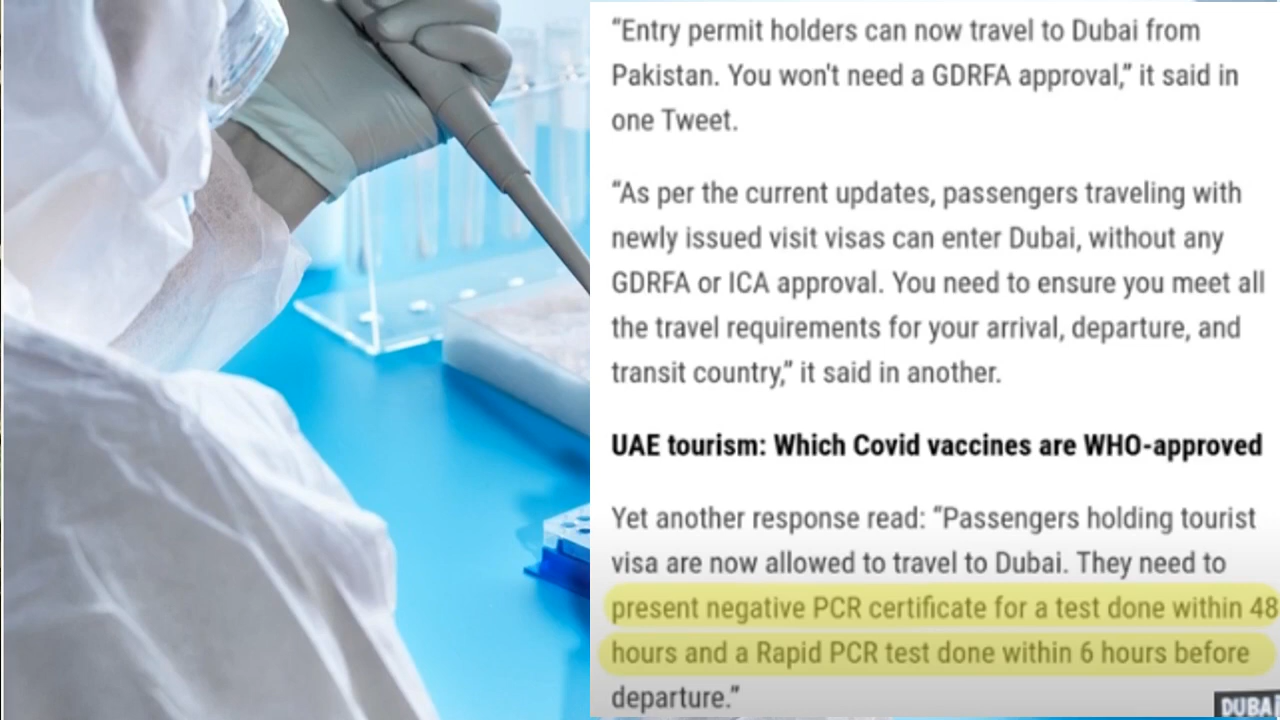 “Entry permit holders can now travel to Dubai from
Pakistan. You won't need a GDRFA approval,” it said in
one Tweet.
“As per the current updates, passengers traveling with
newly issued visit visas can enter Dubai, without any
GDRFA or ICA approval. You need to ensure you meet all
the travel requirements for your arrival, departure, and
transit country,” it said in another.
UAE tourism: Which Covid vaccines are WHO-approved
Yet another response read: “Passengers holding tourist
visa are now allowed to travel to Dubai. They need to
present negative PCR certificate for a test done within 48
hours and a Rapid PCR test done within 6 hours before
departure.”
DUBAI